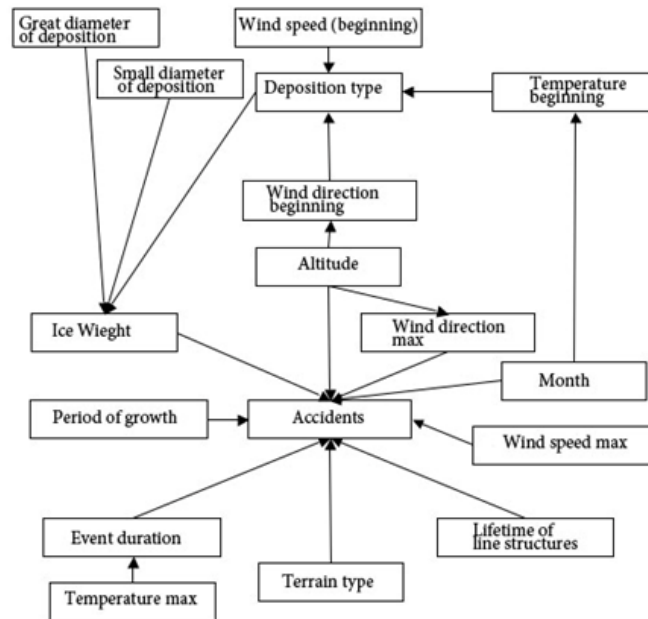 Great diameter
of deposition
Wind speed (beginning)
Small diameter
of deposition
Deposition type
Temperature
beginning
Wind direction
beginning
Altitude
Ice Wieght
Wind direction
max
Month
Period of growth
Accidents
Wind speed max
Event duration
Lifetime of
line structures
Terrain type
Temperature max